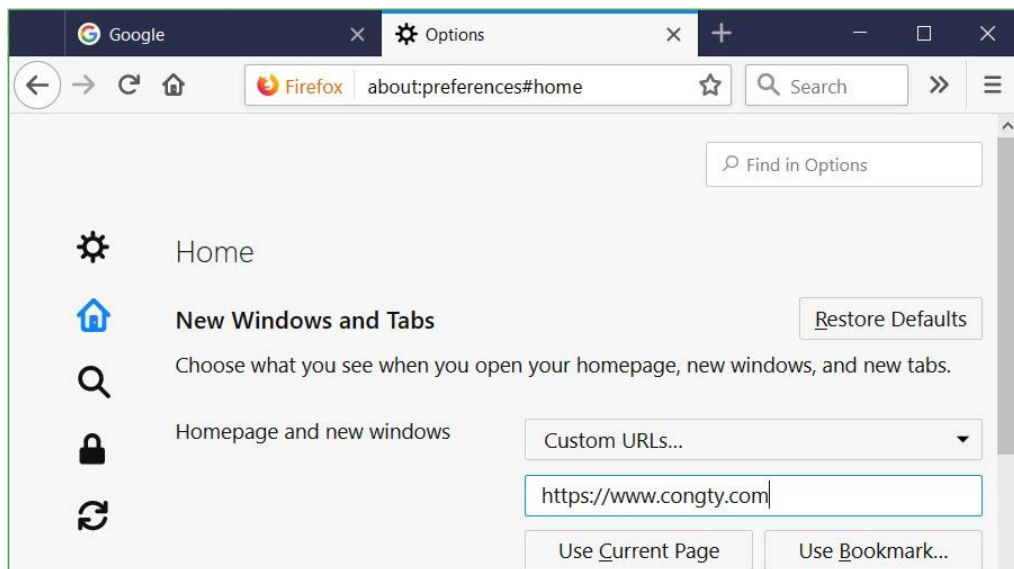 Google
Options
Firefox about:preferences#home
Search
Find in Options
Home
New Windows and Tabs
Restore Defaults
Choose what you see when you open your homepage, new windows, and new tabs.
Homepage and new windows
Custom URLs...
https://www.congty.com
Use Current Page
Use Bookmark...